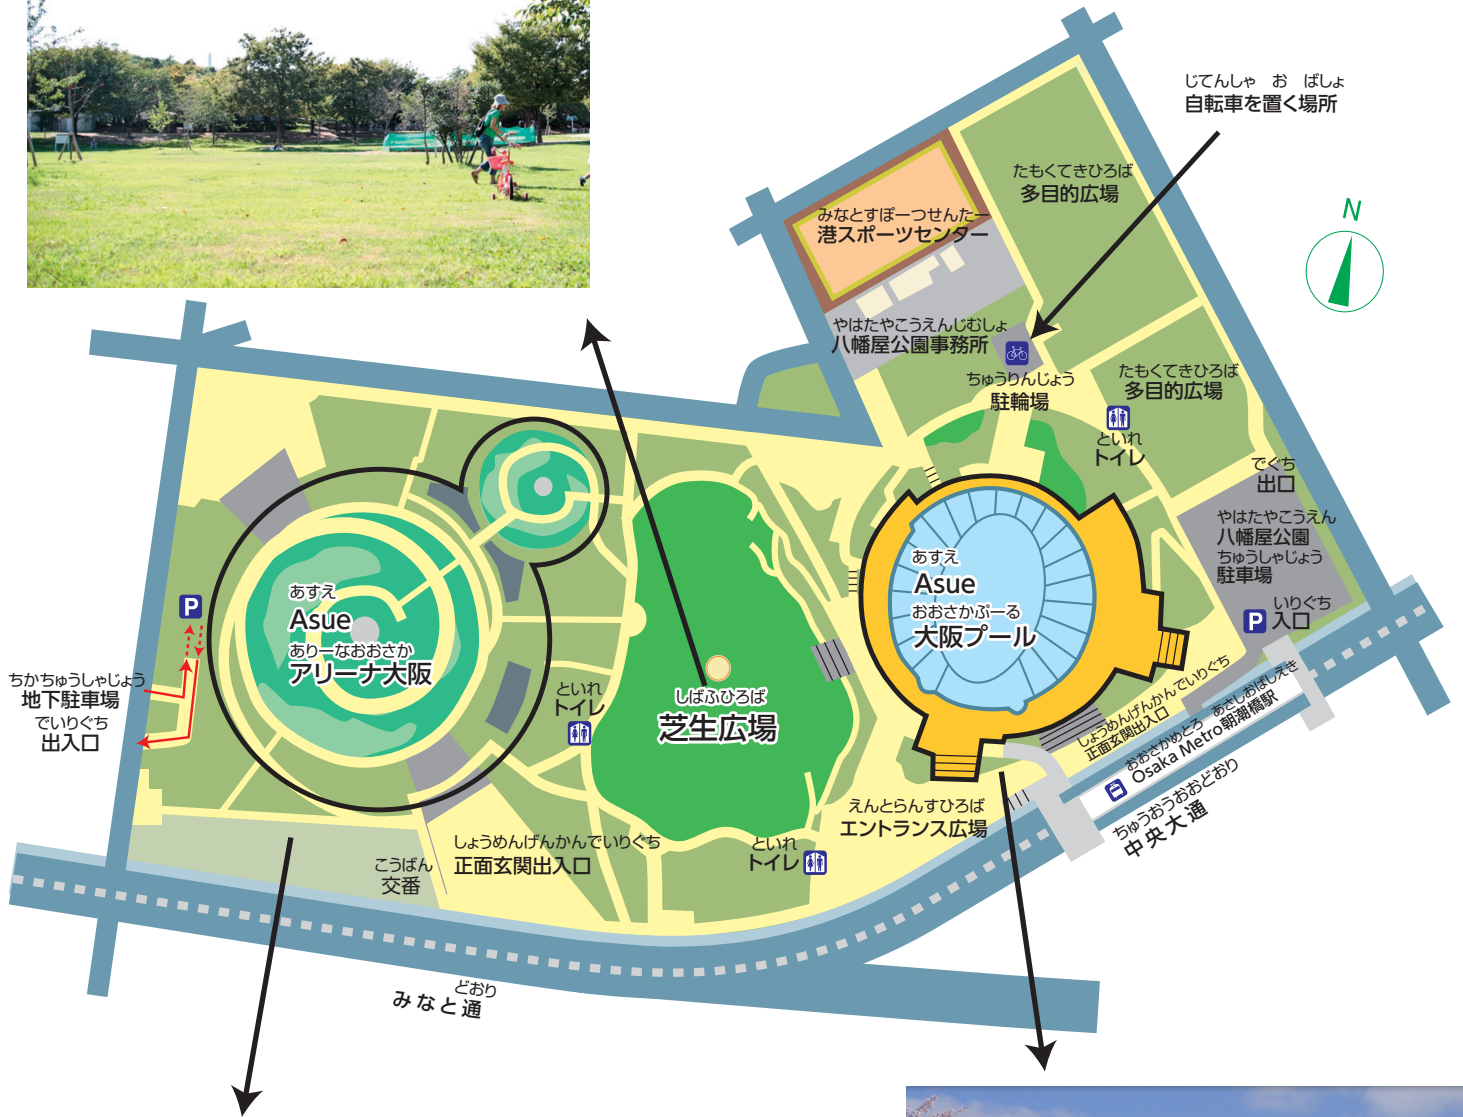 じてんしゃ お ばしょ
自転車を置く場所
たもくてきひろば
多目的広場
N
みなとすぽーつせんたー
港スポーツセンター
やはたやこうえんじむしょ
八幡屋公園事務所
ちゅうりんじょう
駐輪場
たもくてきひろば
多目的広場
といれ
トイレ
でぐち
出口
やはたやこうえん
八幡屋公園
ちゅうしゃじょう
駐車場
いりぐち
P 入口
あすえ
Asue
おおさかぷーる
大阪プール
あすえ
Asue
ありーなおおさか
アリーナ大阪
P
ちかちゅうしゃじょう
地下駐車場
でいりぐち
出入口
といれ
トイレ
しばふひろば
芝生広場
しょうめんげんかんでいりぐち
正面玄関出入口
おおさかめとろ あさしおばしえき
Osaka Metro朝潮橋駅
ちゅうおうおおどおり
中央大通
えんとらんすひろば
エントランス広場
といれ
トイレ
しょうめんげんかんでいりぐち
正面玄関出入口
こうばん
交番
どおり
みなと通